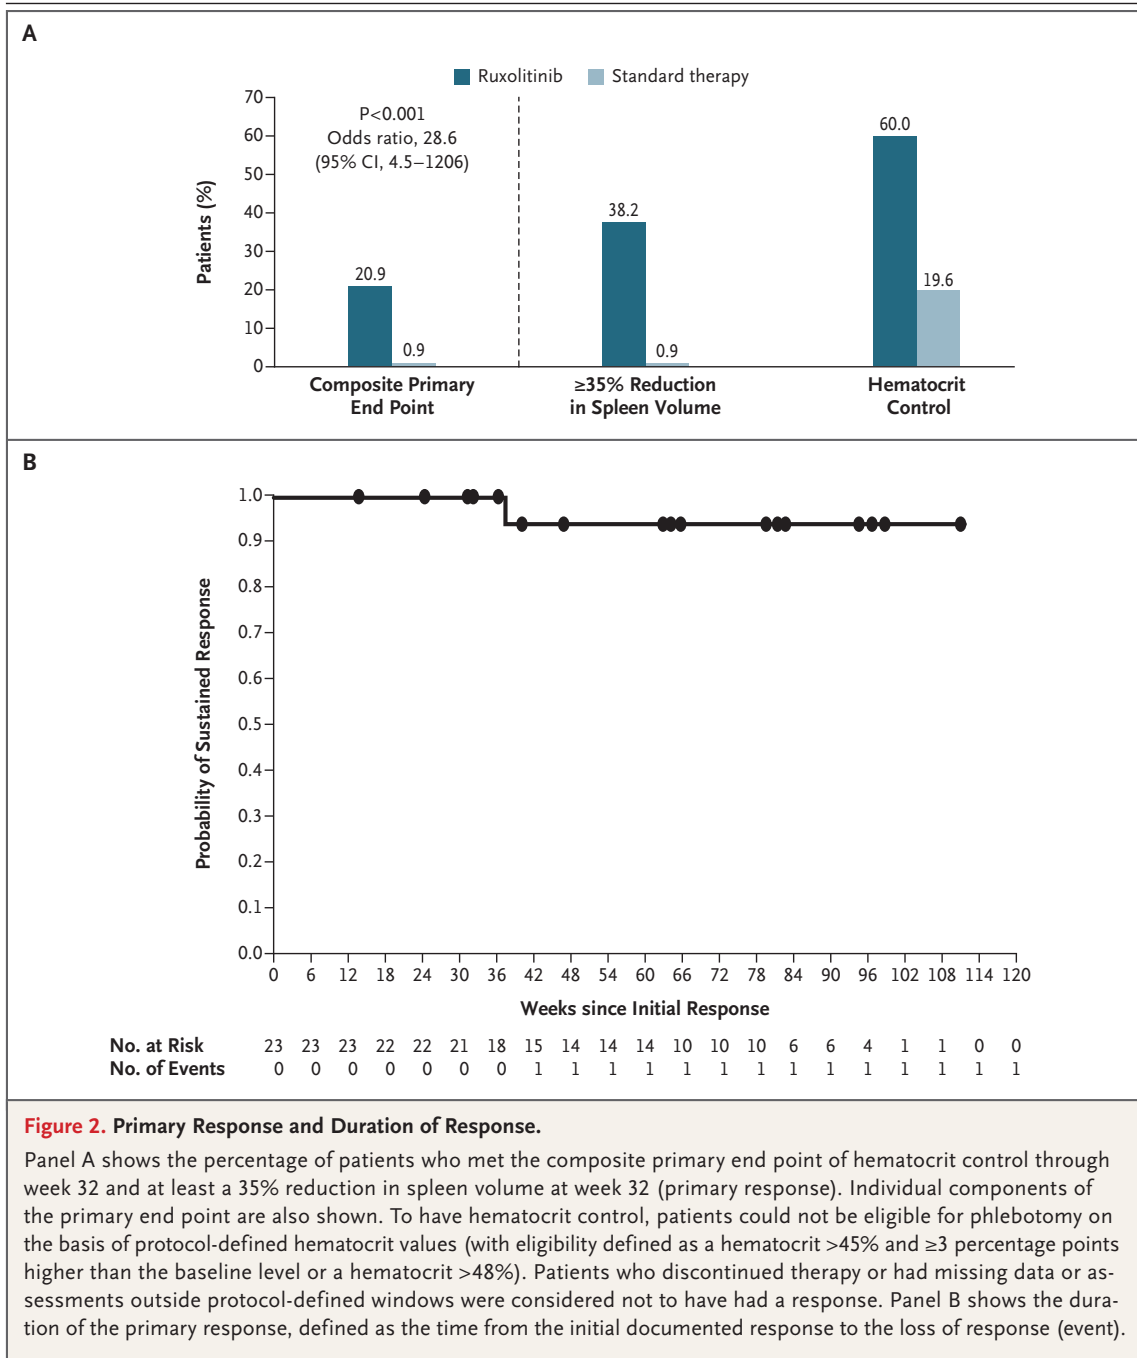 A
Ruxolitinib Standard therapy
70
60
50
40
30
20
10
0
Patients (%)
P<0.001
Odds ratio, 28.6
(95% CI, 4.5–1206)
20.9
0.9
38.2
0.9
60.0
19.6
Composite Primary
End Point
≥35% Reduction
in Spleen Volume
Hematocrit
Control
B
1.0
0.9
0.8
0.7
0.6
0.5
0.4
0.3
0.2
0.1
0.0
Probability of Sustained Response
0 6 12 18 24 30 36 42 48 54 60 66 72 78 84 90 96 102 108 114 120
Weeks since Initial Response
No. at Risk 23 23 23 22 22 21 18 15 14 14 14 10 10 10 6 6 4 1 1 0 0
No. of Events 0 0 0 0 0 0 0 1 1 1 1 1 1 1 1 1 1 1 1 1 1
Figure 2. Primary Response and Duration of Response.
Panel A shows the percentage of patients who met the composite primary end point of hematocrit control through
week 32 and at least a 35% reduction in spleen volume at week 32 (primary response). Individual components of
the primary end point are also shown. To have hematocrit control, patients could not be eligible for phlebotomy on
the basis of protocol-defined hematocrit values (with eligibility defined as a hematocrit >45% and ≥3 percentage points
higher than the baseline level or a hematocrit >48%). Patients who discontinued therapy or had missing data or as-
sessments outside protocol-defined windows were considered not to have had a response. Panel B shows the dura-
tion of the primary response, defined as the time from the initial documented response to the loss of response (event).